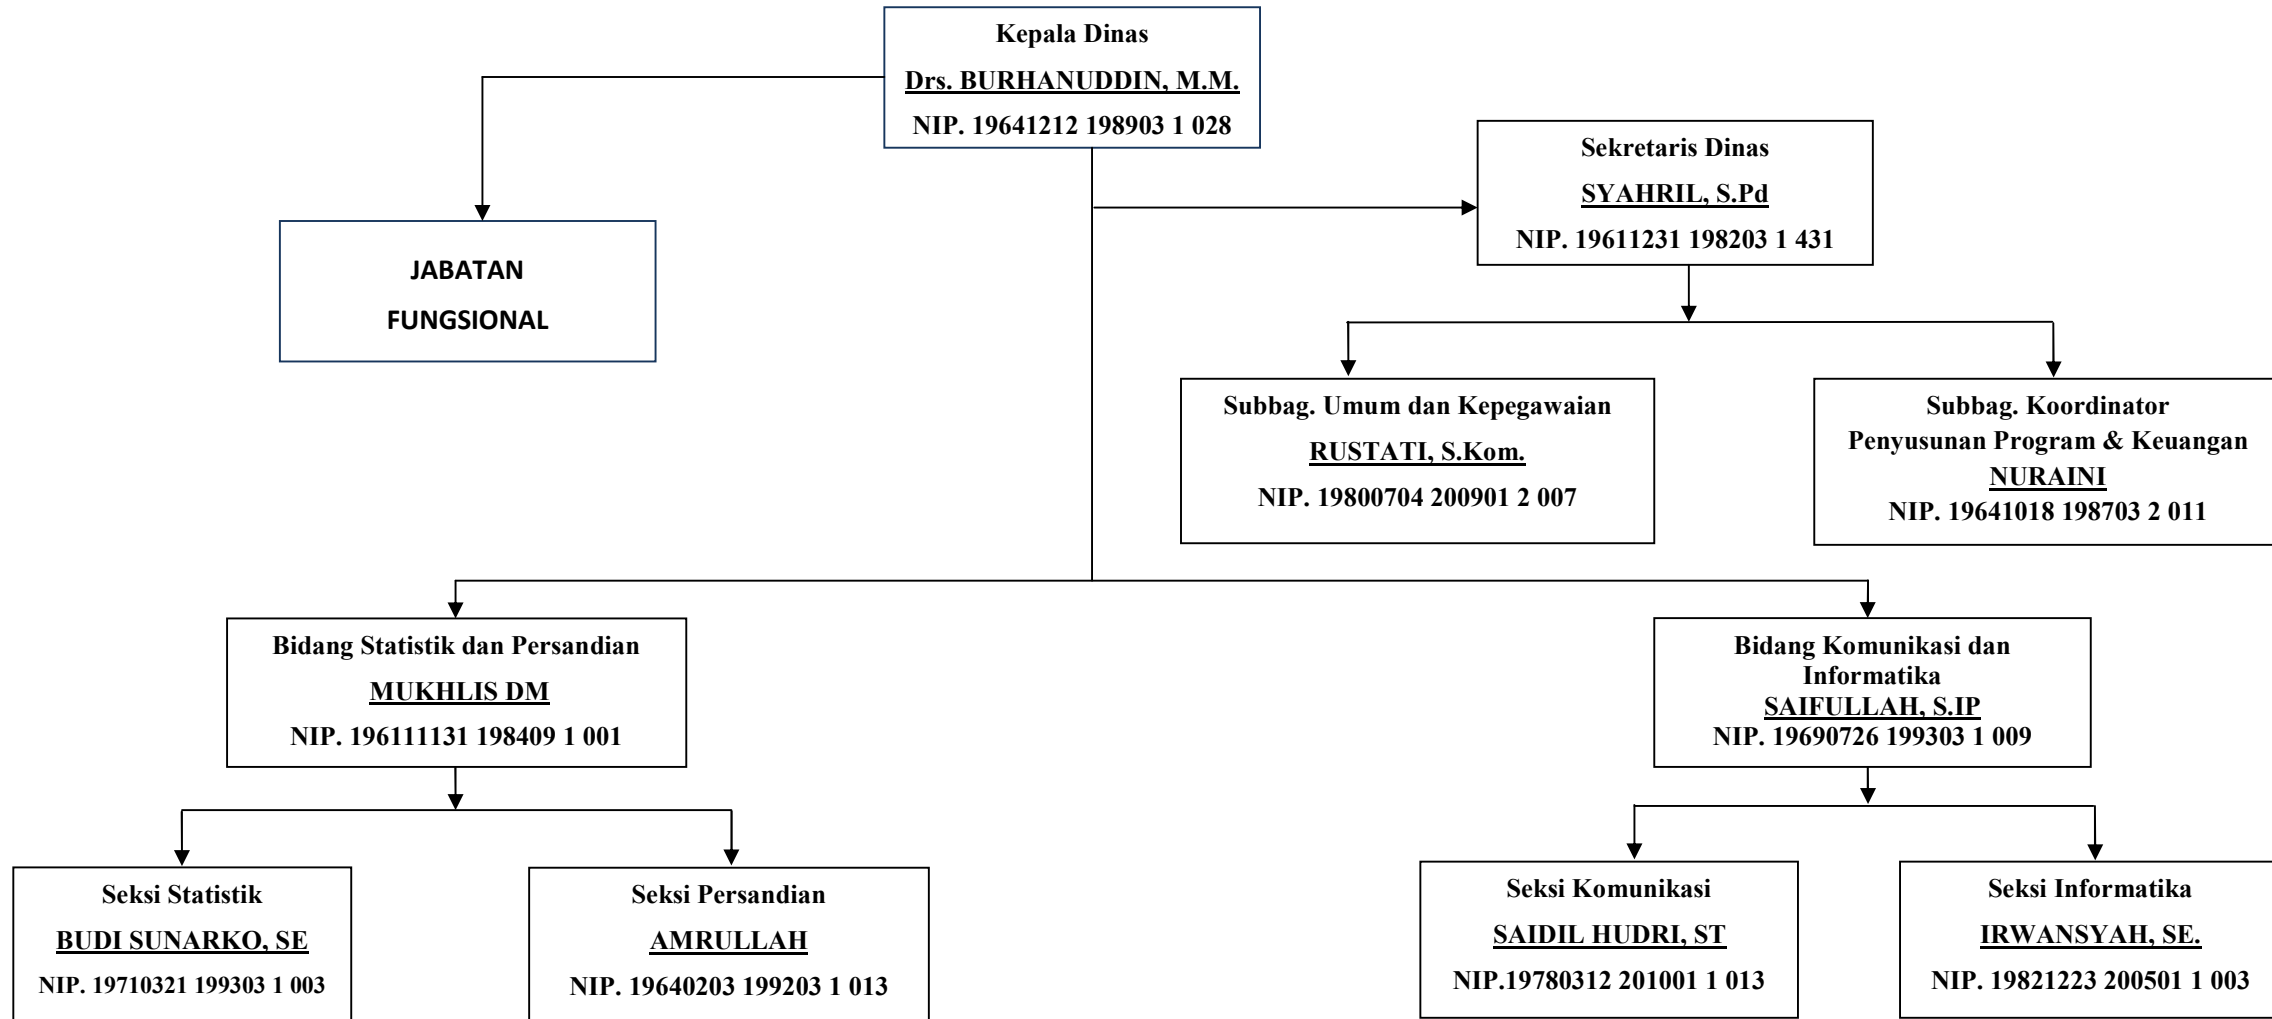 Kepala Dinas
Drs. BURHANUDDIN, M.M.
NIP. 19641212 198903 1 028
Sekretaris Dinas
SYAHRIL, S.Pd
NIP. 19611231 198203 1 431
JABATAN
FUNGSIONAL
Subbag. Umum dan Kepegawaian
RUSTATI, S.Kom.
NIP. 19800704 200901 2 007
Subbag. Koordinator
Penyusunan Program & Keuangan
NURAINI
NIP. 19641018 198703 2 011
Bidang Statistik dan Persandian
MUKHLIS DM
NIP. 196111131 198409 1 001
Bidang Komunikasi dan
Informatika
SAIFULLAH, S.IP
NIP. 19690726 199303 1 009
Seksi Statistik
BUDI SUNARKO, SE
NIP. 19710321 199303 1 003
Seksi Persandian
AMRULLAH
NIP. 19640203 199203 1 013
Seksi Komunikasi
SAIDIL HUDRI, ST
NIP.19780312 201001 1 013
Seksi Informatika
IRWANSYAH, SE.
NIP. 19821223 200501 1 003